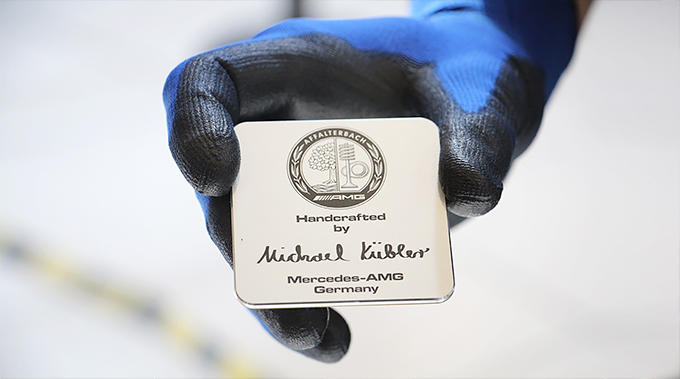 AFFALTERBACH
AMG
Handcrafted
by
Michael Kübler
Mercedes-AMG
Germany